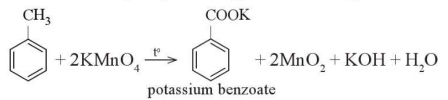 CH₃ COOK
+ 2KMnO₄ t° → + 2MnO₂ + KOH + H₂O
potassium benzoate